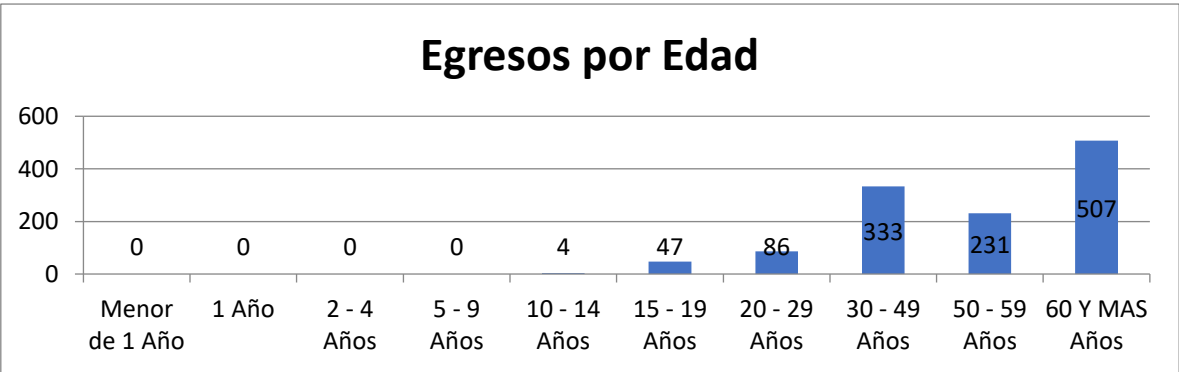 Egresos por Edad
600
400
200
0
0 0 0 0 4 47 86 333 231 507
Menor de 1 Año
1 Año
2 - 4 Años
5 - 9 Años
10 - 14 Años
15 - 19 Años
20 - 29 Años
30 - 49 Años
50 - 59 Años
60 Y MAS Años